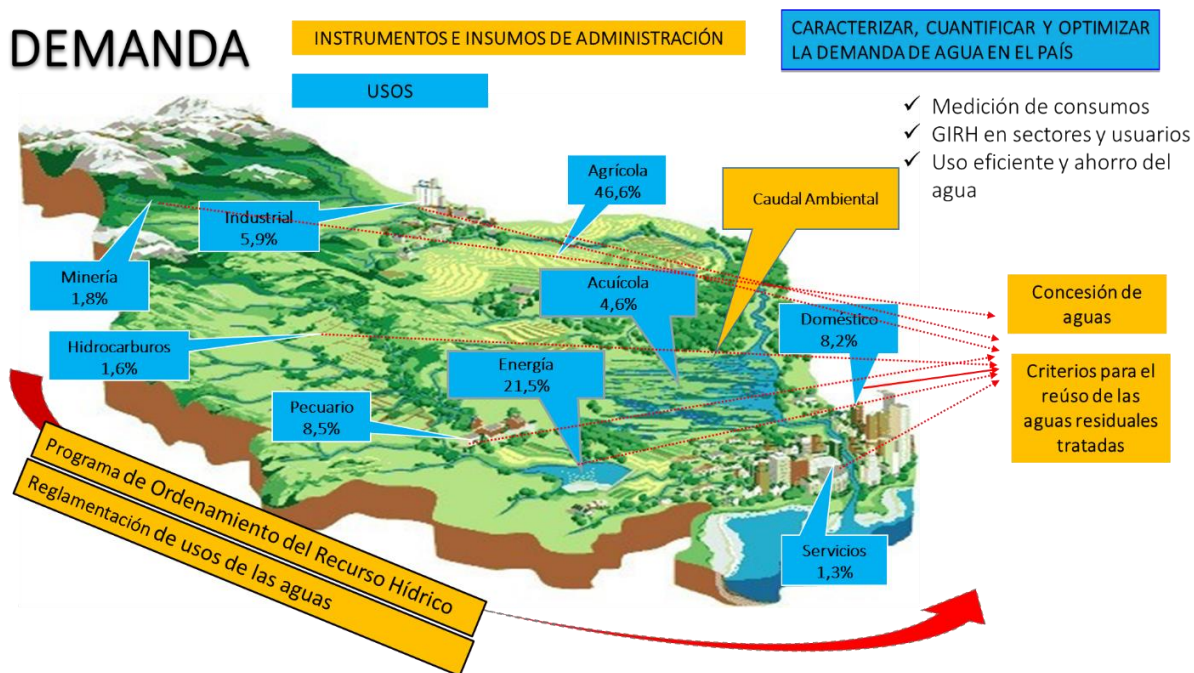 DEMANDA
INSTRUMENTOS E INSUMOS DE ADMINISTRACIÓN
USOS
CARACTERIZAR, CUANTIFICAR Y OPTIMIZAR
LA DEMANDA DE AGUA EN EL PAÍS
✓ Medición de consumos
✓ GIRH en sectores y usuarios
✓ Uso eficiente y ahorro del
agua
Agrícola
46,6%
Caudal Ambiental
Industrial
5,9%
Minería
1,8%
Acuícola
4,6%
Doméstico
8,2%
Concesión de
aguas
Hidrocarburos
1,6%
Energía
21,5%
Criterios para el
reúso de las
aguas residuales
tratadas
Pecuario
8,5%
Programa de Ordenamiento del Recurso Hídrico
Reglamentación de usos de las aguas
Servicios
1,3%